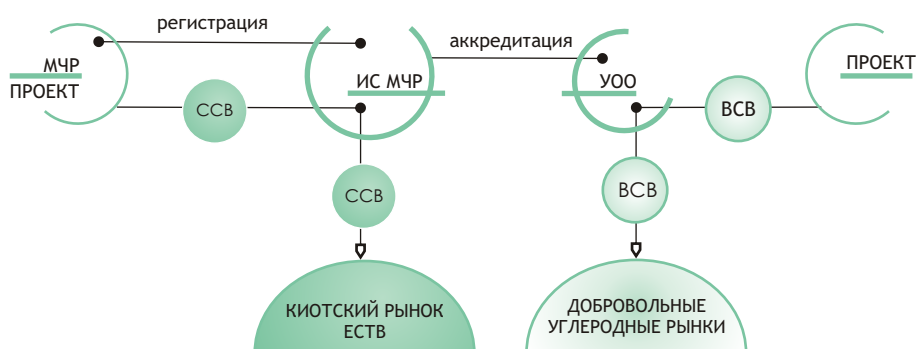 регистрация
МЧР
ПРОЕКТ
ССВ
ИС МЧР
аккредитация
УОО
ВСВ
ПРОЕКТ
ССВ
ВСВ
КИОТСКИЙ РЫНОК
ЕСТВ
ДОБРОВОЛЬНЫЕ
УГЛЕРОДНЫЕ РЫНКИ